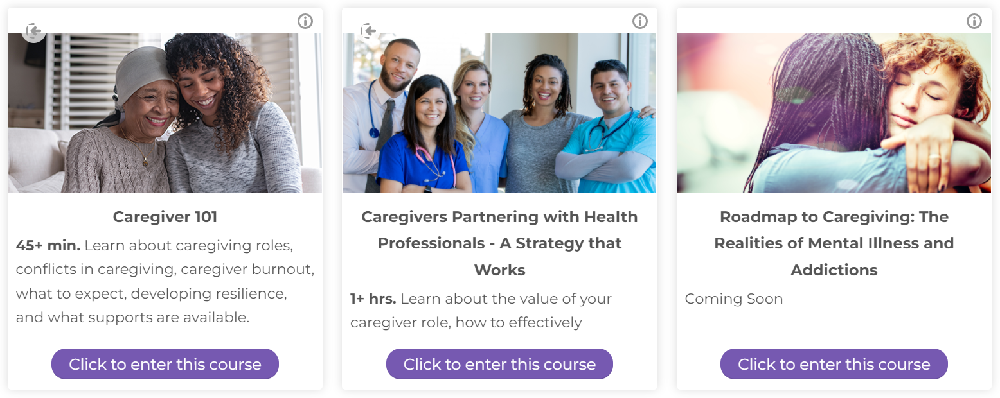 Caregiver 101
45+ min. Learn about caregiving roles,
conflicts in caregiving, caregiver burnout,
what to expect, developing resilience,
and what supports are available.
Click to enter this course
Caregivers Partnering with Health
Professionals - A Strategy that
Works
1+ hrs. Learn about the value of your
caregiver role, how to effectively
Click to enter this course
Roadmap to Caregiving: The
Realities of Mental Illness and
Addictions
Coming Soon
Click to enter this course